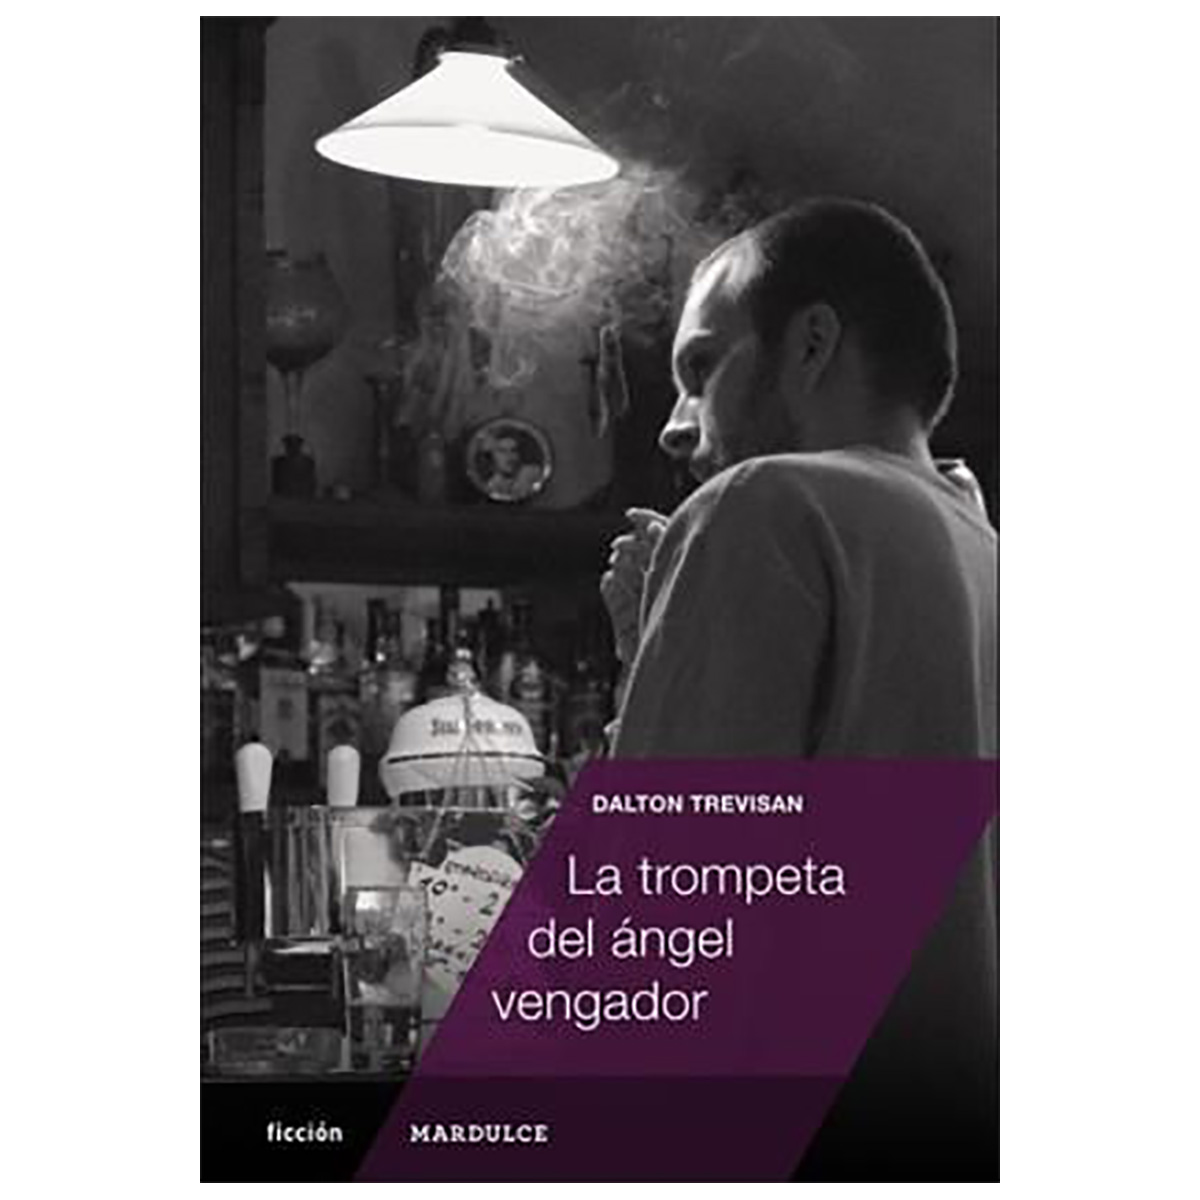 DALTON TREVISAN
La trompeta
del ángel
vengador
ficción
MARDULCE